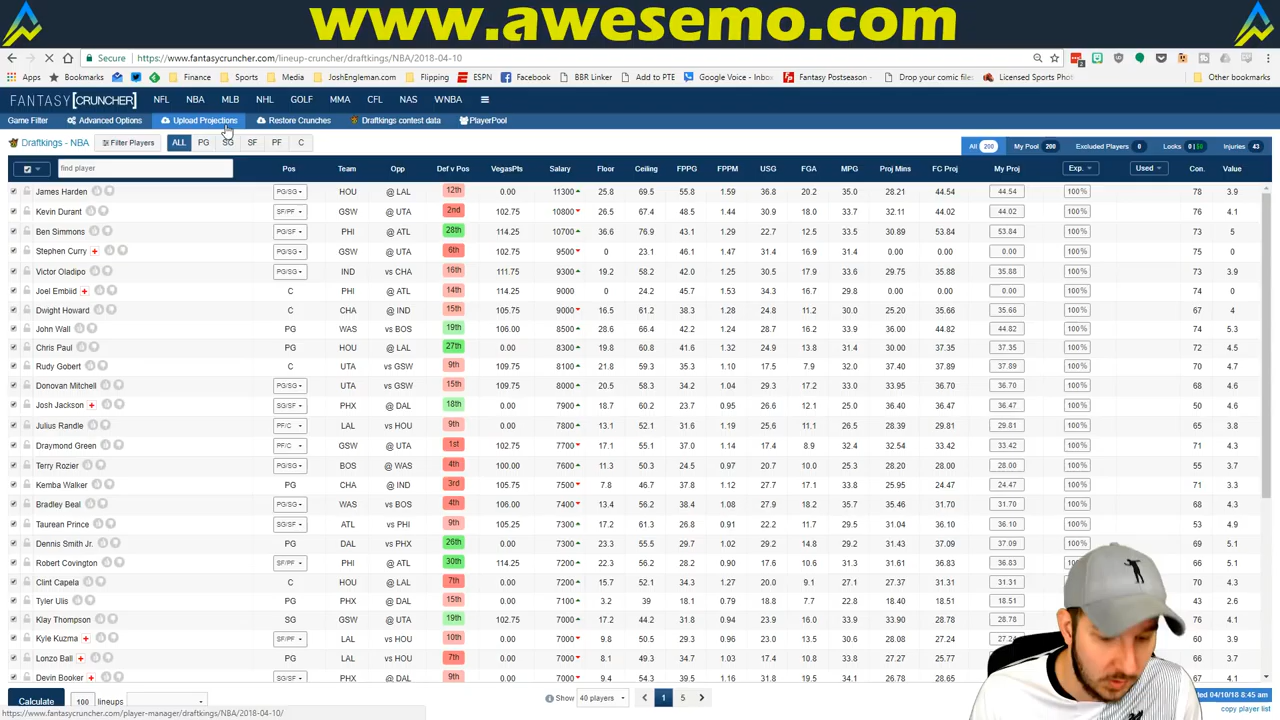 www.awesemo.com
Secure https://www.fantasycruncher.com/lineup-cruncher/draftkings/NBA/2018-04-10
Apps Bookmarks Finance Sports Media JoshEnglemancom Flipping ESPN Facebook BBR Linker Add to PTE Google Voice - Inbox Fantasy Postseason Drop your comic files Licensed Sports Phot Other bookmarks
FANTASY[CRUNCHER] NFL NBA MLB NHL GOLF MMA CFL NAS WNBA
Game Filter Advanced Options Upload Projections Restore Crunches Draftkings contest data PlayerPool
Draftkings - NBA Filter Players ALL PG SG SF PF C All 200 My Pool 200 Excluded Players 0 Locks 0 Injuries 43
find player Pos Team Opp Def v Pos VegasPts Salary Floor Ceiling FPPG FPPM USG FGA MPG Proj Mins FC Proj My Proj Exp. Used Con. Value
James Harden PG/SG HOU @ LAL 12th 0.00 11300 25.8 69.5 55.8 1.59 36.8 20.2 35.0 28.21 44.54 44.54 100% 78 3.9
Kevin Durant SF/PF GSW @ UTA 2nd 102.75 10800 26.5 67.4 48.5 1.44 30.9 18.0 33.7 32.11 44.02 44.02 100% 76 4.1
Ben Simmons PG/SF PHI @ ATL 28th 114.25 10700 36.6 76.9 43.1 1.29 22.7 12.5 33.5 30.89 53.84 53.84 100% 73 5
Stephen Curry GSW @ UTA 6th 102.75 9500 0 23.1 46.1 1.47 31.4 16.9 31.4 0.00 0.00 0.00 100% 75 0
Victor Oladipo PG/SG IND vs CHA 16th 111.75 9300 19.2 58.2 42.0 1.25 30.5 17.9 33.6 29.75 35.88 35.88 100% 73 3.9
Joel Embiid C PHI @ ATL 14th 114.25 9000 0 24.2 45.7 1.53 34.3 16.8 29.8 0.00 0.00 0.00 100% 74 0
Dwight Howard C CHA @ IND 15th 105.75 9000 16.5 61.2 38.3 1.28 22.6 11.2 30.0 25.20 35.66 35.66 100% 67 4
John Wall PG WAS vs BOS 19th 106.00 8500 28.6 66.4 42.2 1.24 28.7 16.2 33.9 36.00 44.82 44.82 100% 74 5.3
Chris Paul PG HOU @ LAL 27th 0.00 8300 19.8 60.8 41.6 1.32 24.9 13.8 31.4 30.00 37.35 37.35 100% 72 4.5
Rudy Gobert C UTA vs GSW 9th 109.75 8100 21.8 59.3 35.3 1.10 17.5 7.9 32.0 37.40 37.89 37.89 100% 70 4.7
Donovan Mitchell PG/SG UTA vs GSW 15th 109.75 8000 20.5 58.3 34.2 1.04 29.3 17.2 33.0 33.95 36.70 36.70 100% 68 4.6
Josh Jackson SG/SF PHX @ DAL 18th 7900 18.7 60.2 23.7 0.95 26.6 12.1 25.0 36.40 36.47 36.47 100% 50 4.6
Julius Randle PF/C LAL vs HOU 9th 0.00 7800 13.1 52.1 31.6 1.19 25.6 11.1 26.5 28.39 29.81 29.81 100% 65 3.8
Draymond Green PF/C GSW @ UTA 1st 102.75 7700 17.1 55.1 37.0 1.14 17.4 8.9 32.4 32.54 33.42 33.42 100% 71 4.3
Terry Rozier PG/SG BOS @ WAS 4th 100.00 7600 11.3 50.3 24.5 0.97 20.7 10.0 25.3 28.20 28.00 28.00 100% 55 3.7
Kemba Walker PG CHA @ IND 3rd 105.75 7500 7.8 46.7 37.8 1.12 27.1 17.1 33.8 25.95 24.47 24.47 100% 67 3.3
Bradley Beal PG/SG WAS vs BOS 4th 106.00 7400 13.4 56.2 38.4 1.07 28.2 18.7 35.7 35.46 31.70 31.70 100% 68 4.3
Taurean Prince SG/SF ATL vs PHI 9th 105.25 7300 17.2 61.3 26.8 0.91 22.2 11.2 29.5 31.04 36.10 36.10 100% 53 4.9
Dennis Smith Jr. PG DAL vs PHX 26th 7300 23.3 55.5 29.7 1.02 29.2 14.8 29.2 31.43 37.09 37.09 100% 69 5.1
Robert Covington SF/PF PHI @ ATL 30th 114.25 7200 22.3 56.2 28.2 0.90 17.6 10.6 31.3 31.61 36.83 36.83 100% 66 5.1
Clint Capela C HOU @ LAL 7th 0.00 7200 15.7 52.1 34.3 1.25 20.0 9.1 27.1 27.37 31.31 31.31 100% 70 4.3
Tyler Ulis PG PHX @ DAL 15th 7100 3.2 39 18.1 0.79 18.8 7.7 22.8 18.40 18.51 18.51 100% 43 2.6
Klay Thompson SG GSW @ UTA 19th 102.75 7000 17.2 44.2 31.8 0.94 24.8 16.1 33.9 33.90 28.78 28.78 76 4.1
Kyle Kuzma SF/PF LAL vs HOU 10th 0.00 7000 9.8 50.5 29.3 0.96 23.0 13.5 30.6 28.08 27.24 27.24 60 3.9
Lonzo Ball PG LAL vs HOU 7th 0.00 7000 8.1 49.3 34.7 1.03 17.4 27.27 25.77 66 3.7
Devin Booker PG/SG PHX @ DAL 9th 7000 9.4 54.3 67 4.1
Calculate 100 lineups Show 40 players 1 5 04/10/18 8:45 am
copy player list
https://www.fantasycruncher.com/player-manager/draftkings/NBA/2018-04-10/